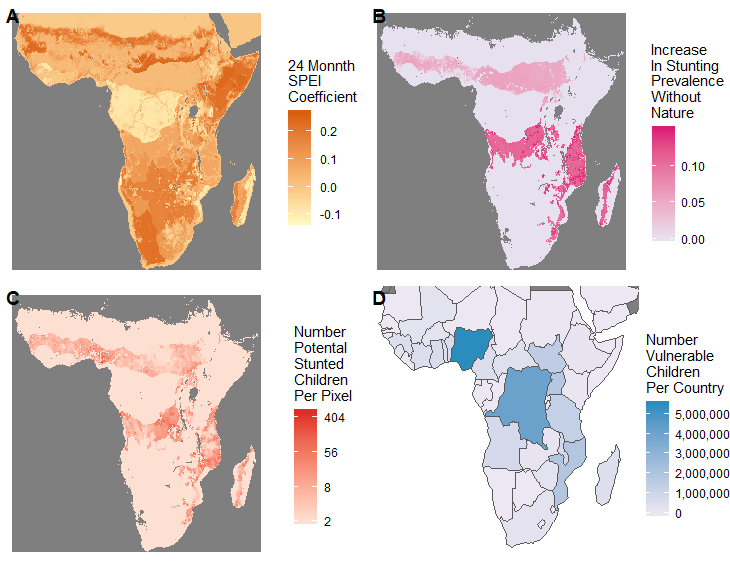 A
24 Monnth
SPEI
Coefficient
0.2
0.1
0.0
-0.1
B
Increase
In Stunting
Prevalence
Without
Nature
0.10
0.05
0.00
C
Number
Potental
Stunted
Children
Per Pixel
404
56
8
2
D
Number
Vulnerable
Children
Per Country
5,000,000
4,000,000
3,000,000
2,000,000
1,000,000
0